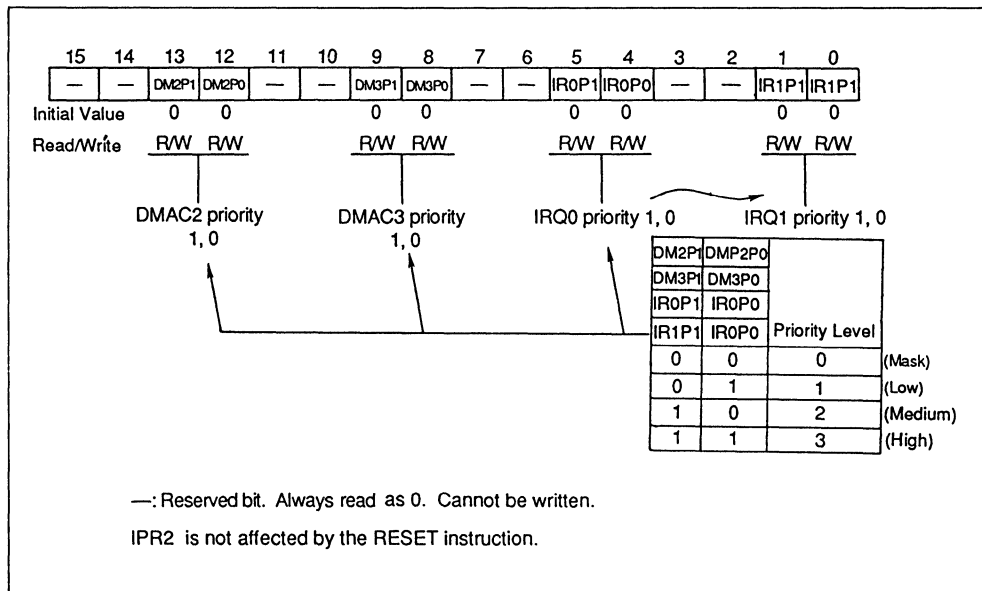 15 14 13 12 11 10 9 8 7 6 5 4 3 2 1 0
— — DM2P1 DM2P0 — — DM3P1 DM3P0 — — IR0P1 IR0P0 — — IR1P1 IR1P1
Initial Value 0 0 0 0 0 0 0 0
Read/Write R/W R/W R/W R/W R/W R/W R/W R/W
DMAC2 priority
1, 0
DMAC3 priority
1, 0
IRQ0 priority 1, 0
IRQ1 priority 1, 0
DM2P1 DMP2P0
DM3P1 DM3P0
IR0P1 IR0P0
IR1P1 IR0P0 Priority Level
0 0 0 (Mask)
0 1 1 (Low)
1 0 2 (Medium)
1 1 3 (High)
—: Reserved bit. Always read as 0. Cannot be written.
IPR2 is not affected by the RESET instruction.